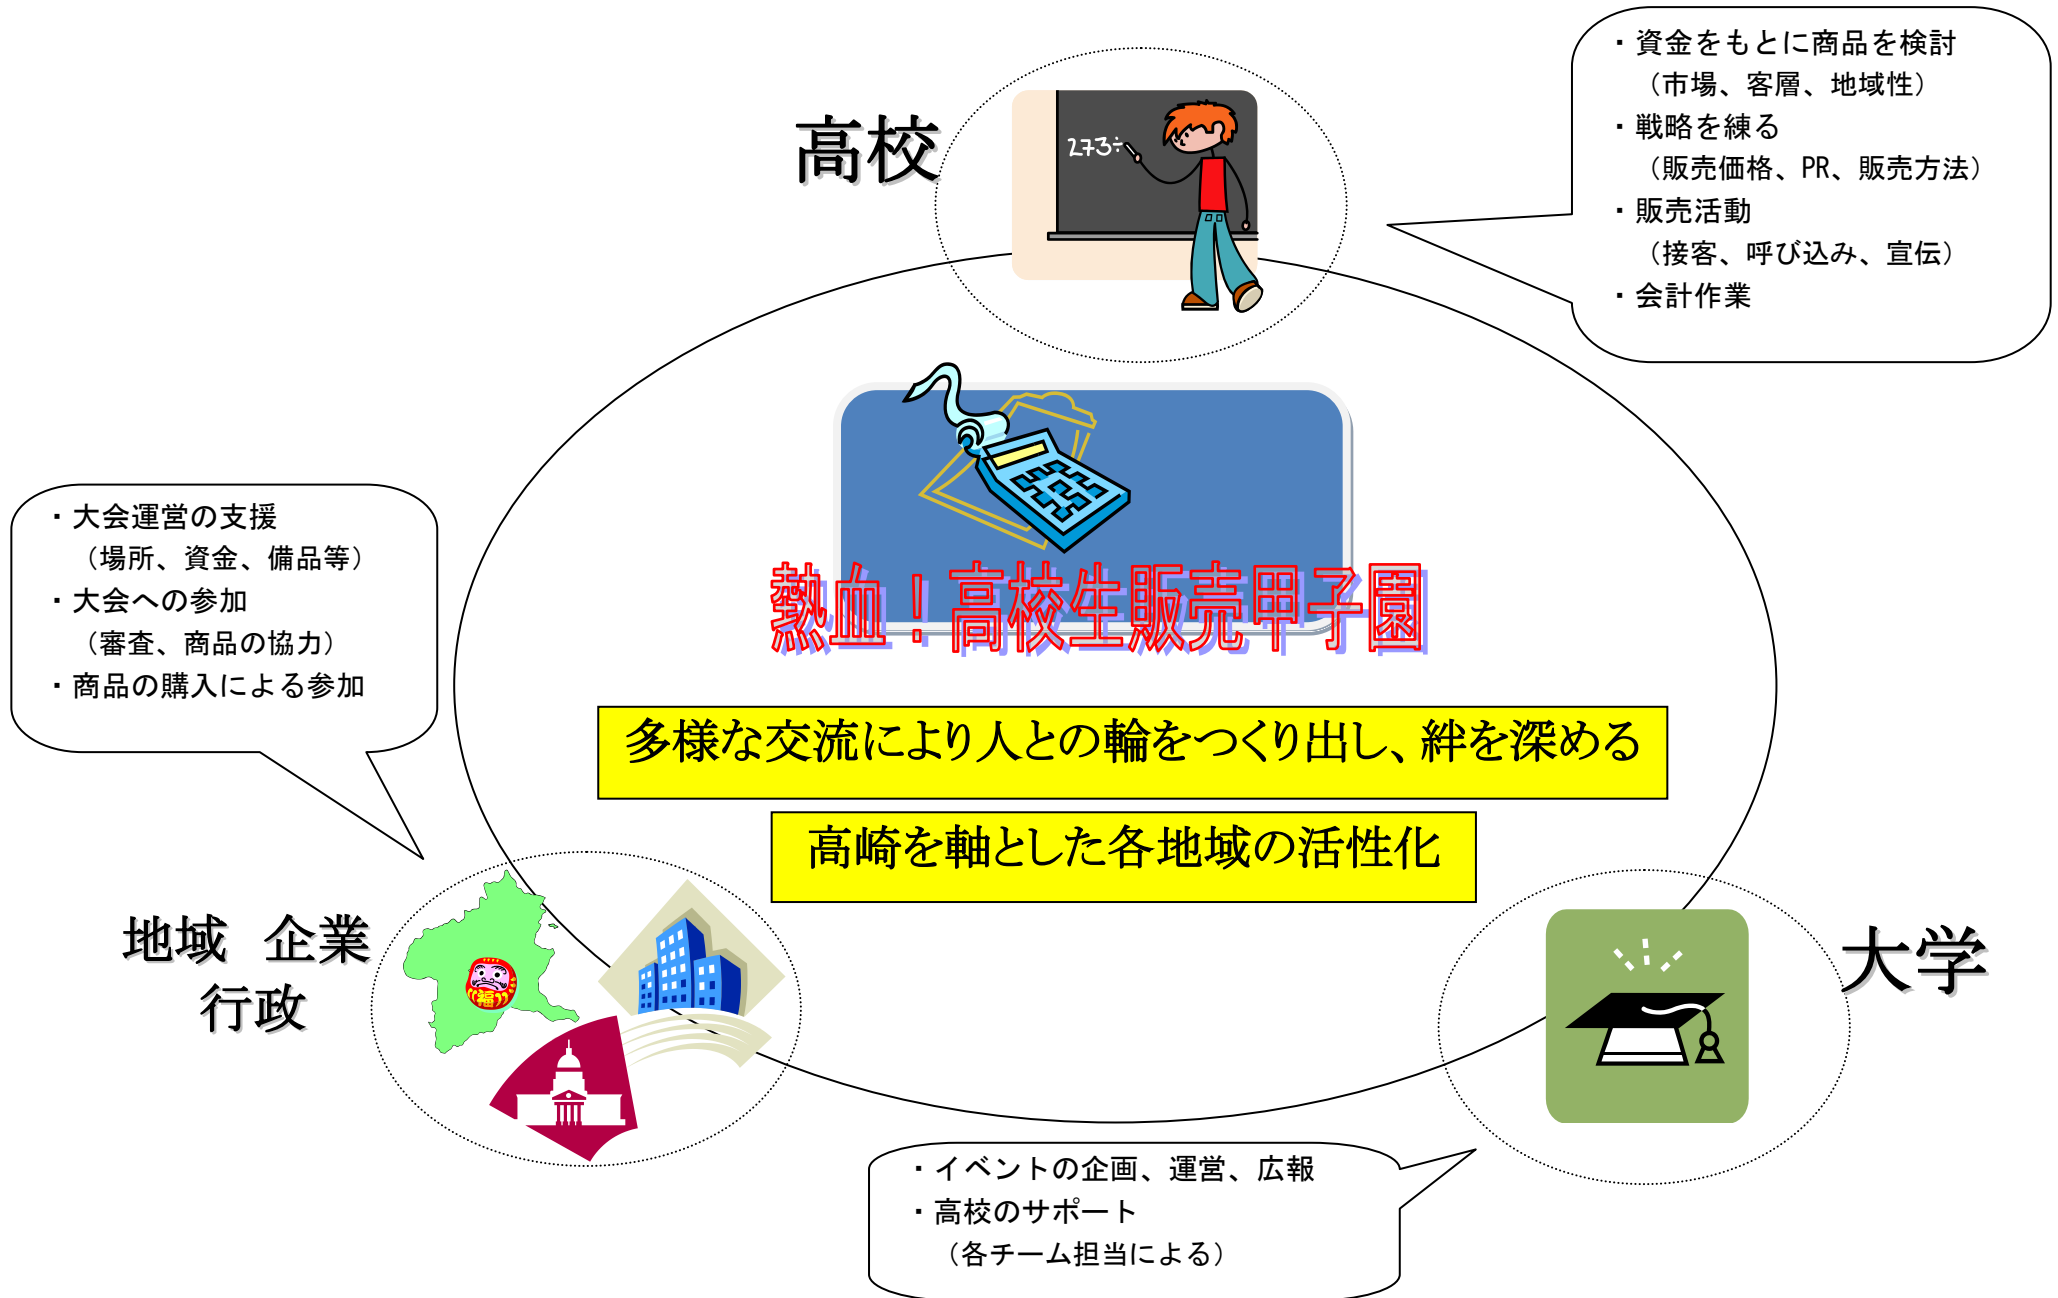 高校
273÷
・資金をもとに商品を検討
（市場、客層、地域性）
・戦略を練る
（販売価格、PR、販売方法）
・販売活動
（接客、呼び込み、宣伝）
・会計作業
熱血！高校生販売甲子園
多様な交流により人との輪をつくり出し、絆を深める
高崎を軸とした各地域の活性化
・大会運営の支援
（場所、資金、備品等）
・大会への参加
（審査、商品の協力）
・商品の購入による参加
地域　企業
行政
福
大学
・イベントの企画、運営、広報
・高校のサポート
（各チーム担当による）